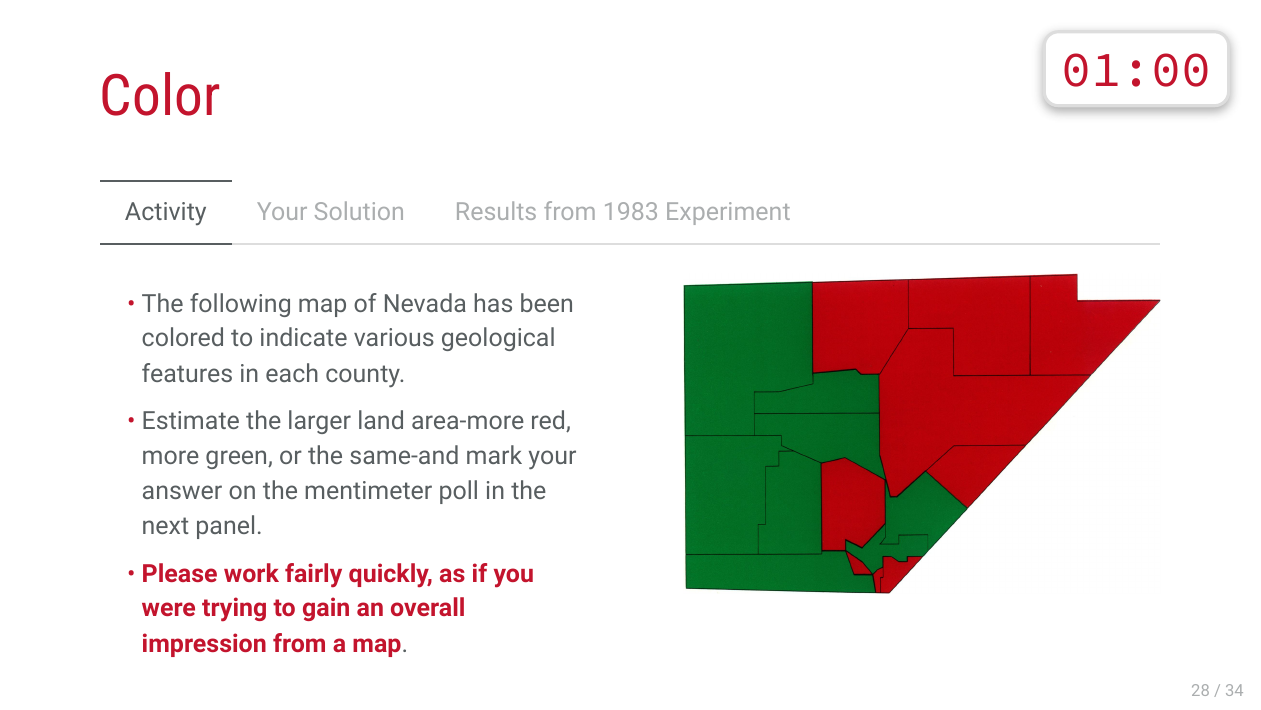 01:00
Color
Activity
Your Solution
Results from 1983 Experiment
• The following map of Nevada has been
colored to indicate various geological
features in each county.
• Estimate the larger land area-more red,
more green, or the same-and mark your
answer on the mentimeter poll in the
next panel.
• Please work fairly quickly, as if you
were trying to gain an overall
impression from a map.
28 / 34